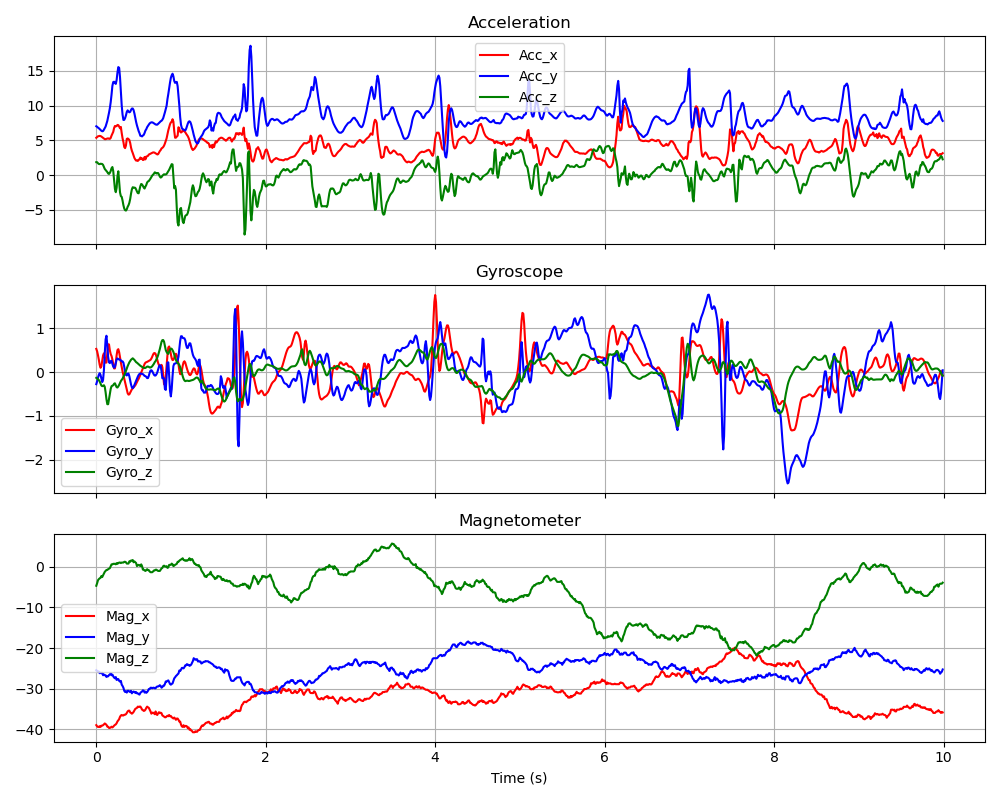 Acceleration
15
10
5
0
−5
Acc_x
Acc_y
Acc_z
Gyroscope
1
0
−1
−2
Gyro_x
Gyro_y
Gyro_z
Magnetometer
0
−10
−20
−30
−40
Mag_x
Mag_y
Mag_z
0 2 4 6 8 10
Time (s)